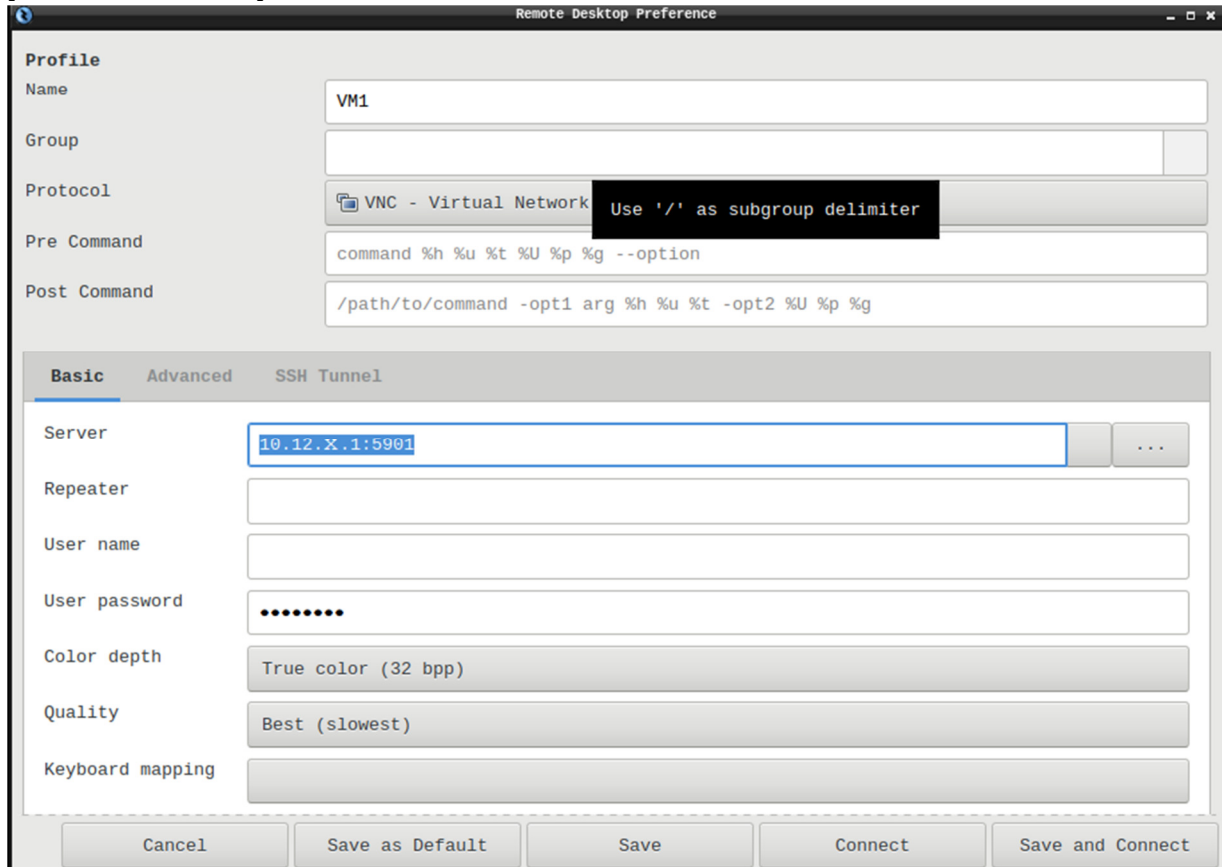 Remote Desktop Preference
Profile
Name
VM1
Group
Protocol
VNC - Virtual Network
Use '/' as subgroup delimiter
Pre Command
command %h %u %t %U %p %g --option
Post Command
/path/to/command -opt1 arg %h %u %t -opt2 %U %p %g
Basic Advanced SSH Tunnel
Server
10.12.X.1:5901
...
Repeater
User name
User password
••••••••
Color depth
True color (32 bpp)
Quality
Best (slowest)
Keyboard mapping
Cancel Save as Default Save Connect Save and Connect